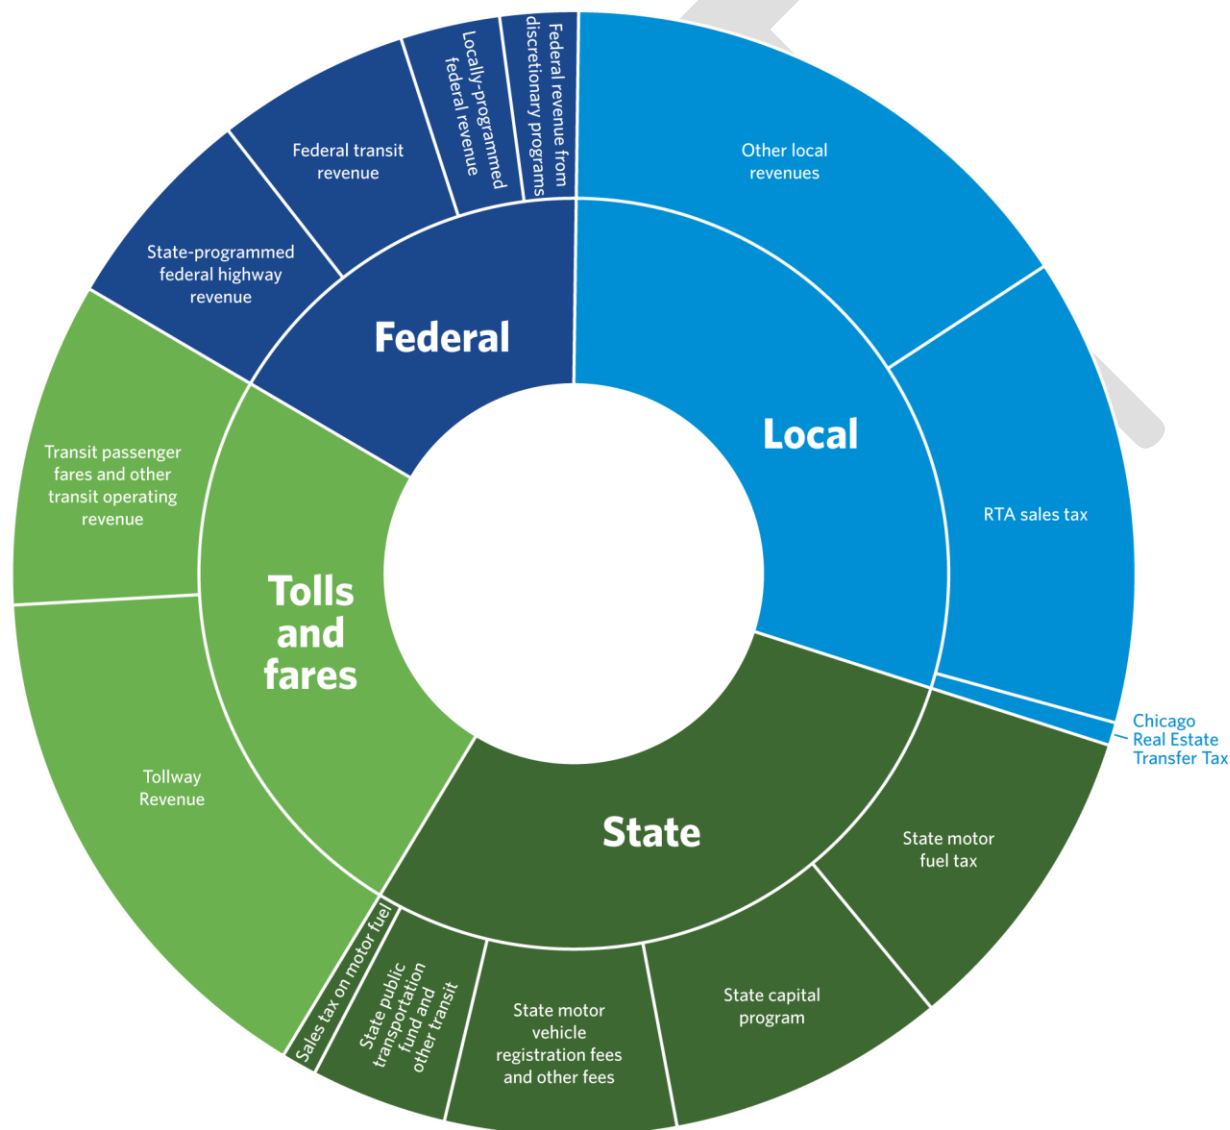 Federal revenue from
discretionary programs
Locally-programmed
federal revenue
Federal transit
revenue
State-programmed
federal highway
revenue
Federal
Other local
revenues
Local
RTA sales tax
Chicago
Real Estate
Transfer Tax
Transit passenger
fares and other
transit operating
revenue
Tolls
and
fares
Tollway
Revenue
State
State motor
fuel tax
State capital
program
State motor
vehicle
registration fees
and other fees
State public
transportation
fund and
other transit
Sales tax on motor fuel